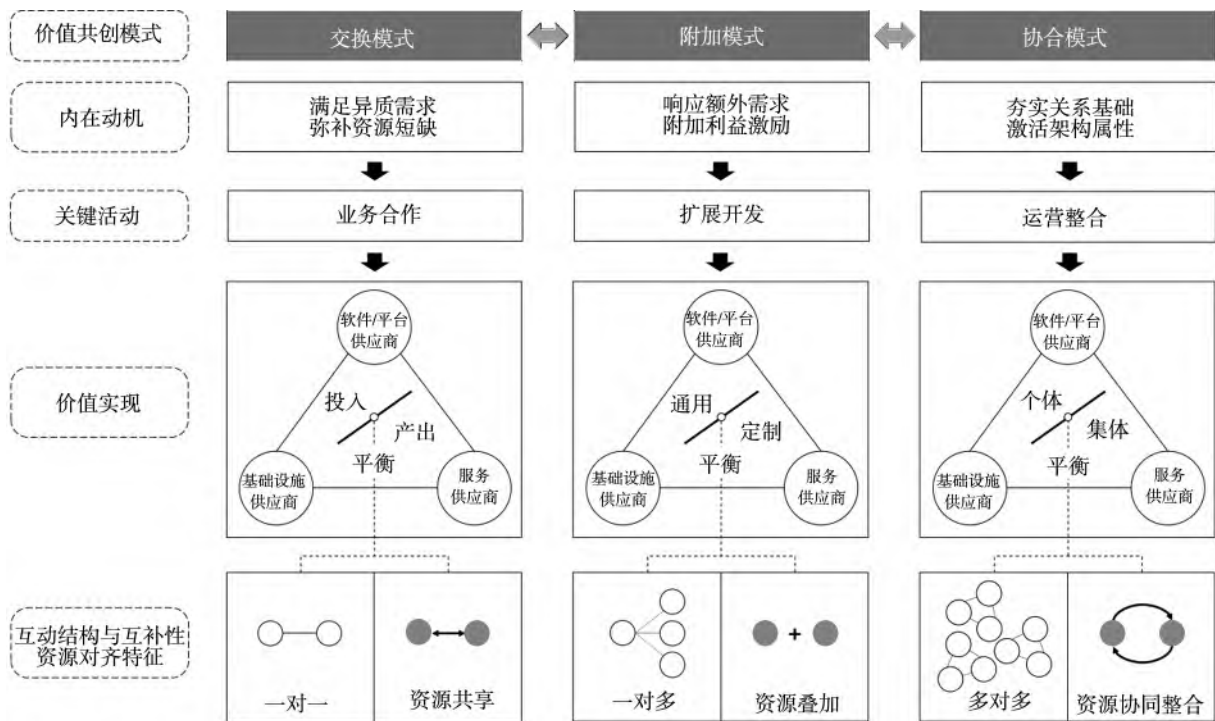 价值共创模式
交换模式
附加模式
协合模式
内在动机
满足异质需求
弥补资源短缺
响应额外需求
附加利益激励
夯实关系基础
激活架构属性
关键活动
业务合作
扩展开发
运营整合
价值实现
软件/平台
供应商
投入
产出
平衡
基础设施
供应商
服务
供应商
软件/平台
供应商
通用
定制
平衡
基础设施
供应商
服务
供应商
软件/平台
供应商
个体
集体
平衡
基础设施
供应商
服务
供应商
互动结构与互补性
资源对齐特征
一对一
资源共享
一对多
+
资源叠加
多对多
资源协同整合